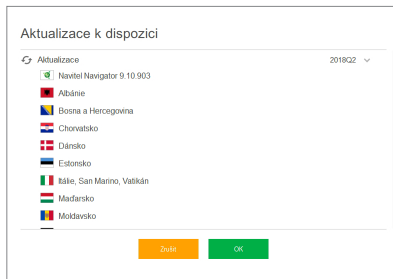 Aktualizace k dispozici
Aktualizace 2018Q2
Navitel Navigator 9.10.903
Albánie
Bosna a Hercegovina
Chorvatsko
Dánsko
Estonsko
Itálie, San Marino, Vatikán
Maďarsko
Moldavsko
Zrušit OK